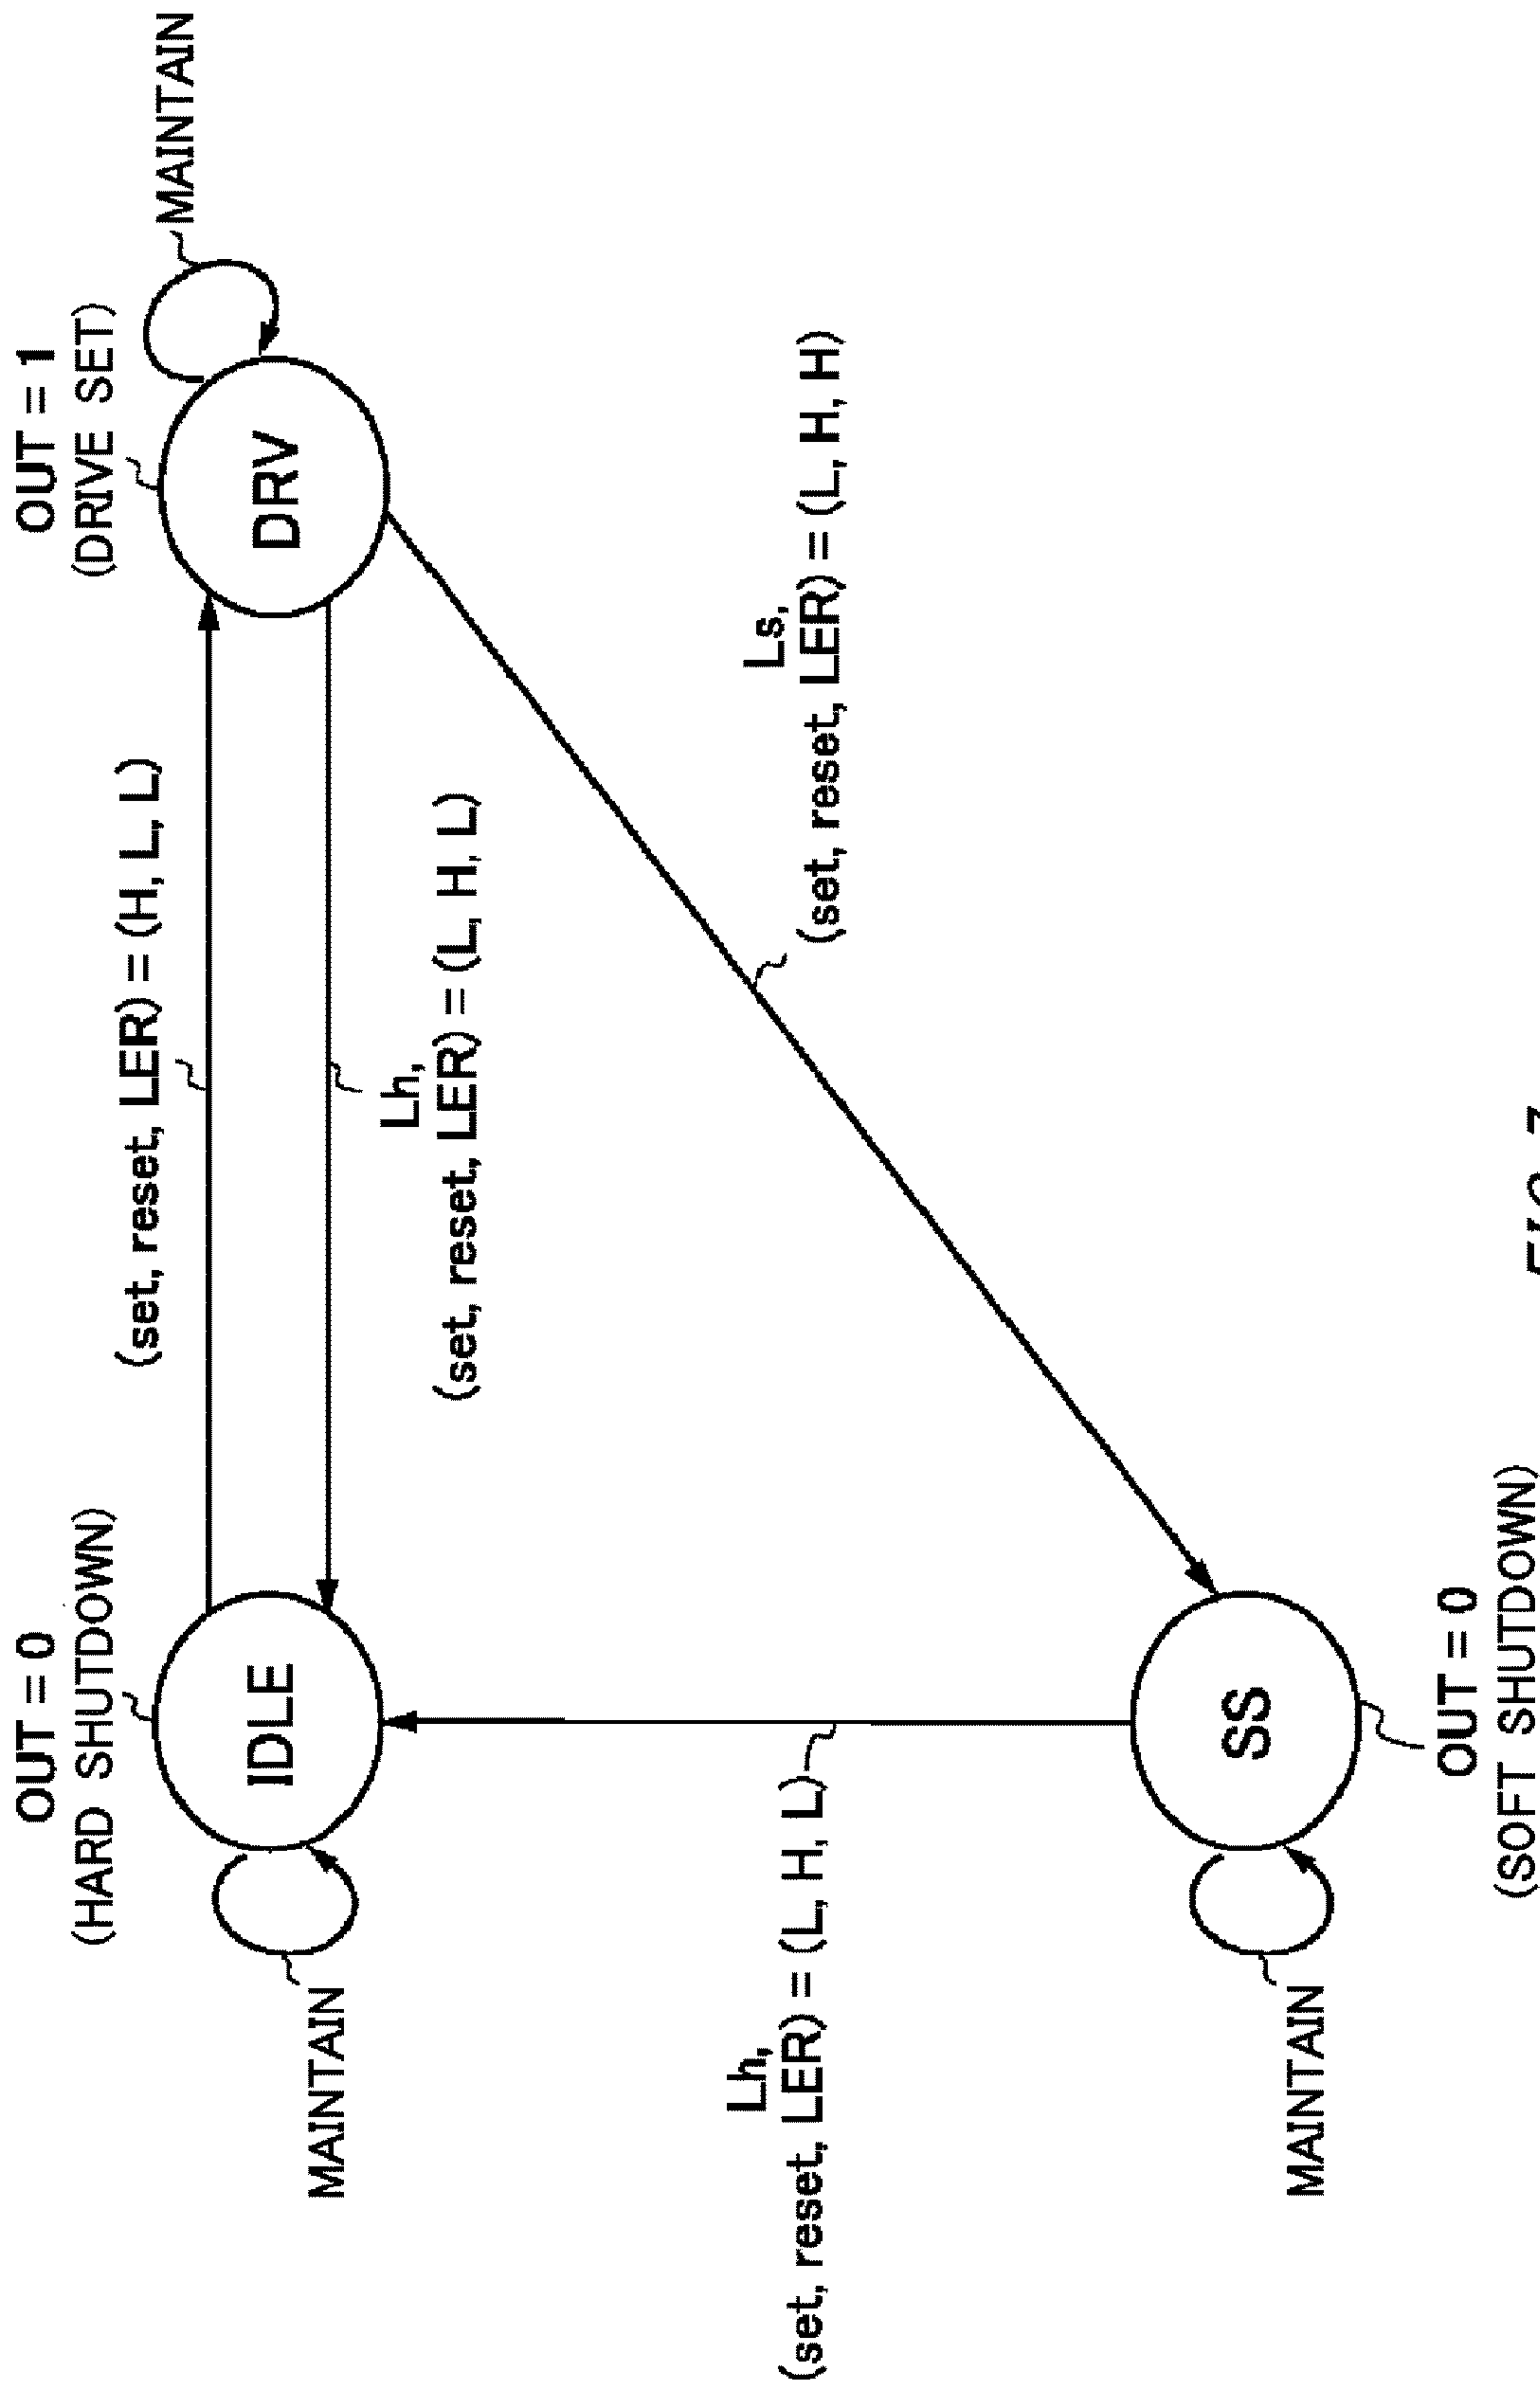 OUT = 0
(HARD SHUTDOWN)
OUT = 1
(DRIVE SET)
MAINTAIN
IDLE
(set, reset, LER) = (H, L, L)
DRV
MAINTAIN
Lh,
(set, reset, LER) = (L, H, L)
Lh,
(set, reset, LER) = (L, H, L)
Ls,
(set, reset, LER) = (L, H, H)
MAINTAIN
SS
OUT = 0
(SOFT SHUTDOWN)